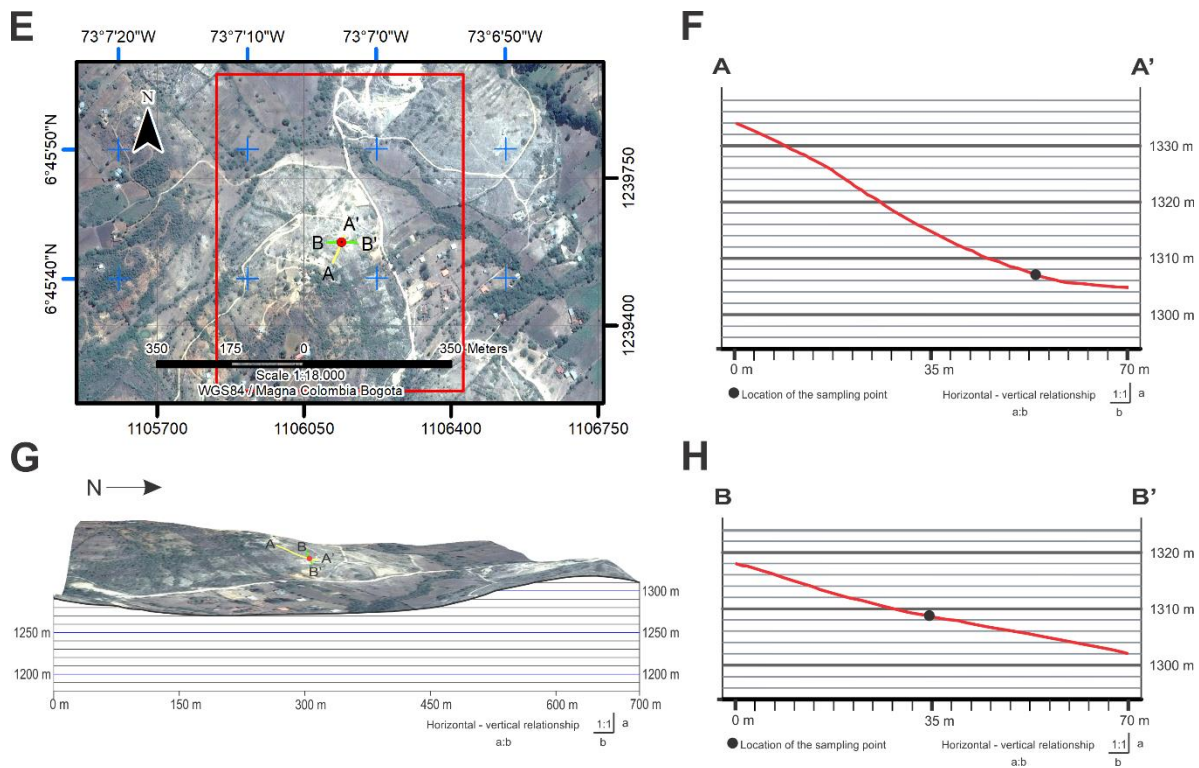 E
73°7'20"W 73°7'10"W 73°7'0"W 73°6'50"W
N
6°45'50"N
6°45'40"N
1239750
1239400
A'
B B'
A
350 175 0 350 Meters
Scale 1:18.000
WGS84 / Magna Colombia Bogota
1105700 1106050 1106400 1106750
F
A A'
1330 m
1320 m
1310 m
1300 m
0 m 35 m 70 m
Location of the sampling point
Horizontal - vertical relationship
a:b
1:1 a
b
G
N
A B A'
B'
1300 m
1250 m 1250 m
1200 m 1200 m
0 m 150 m 300 m 450 m 600 m 700 m
Horizontal - vertical relationship
a:b
1:1 a
b
H
B B'
1320 m
1310 m
1300 m
0 m 35 m 70 m
Location of the sampling point
Horizontal - vertical relationship
a:b
1:1 a
b